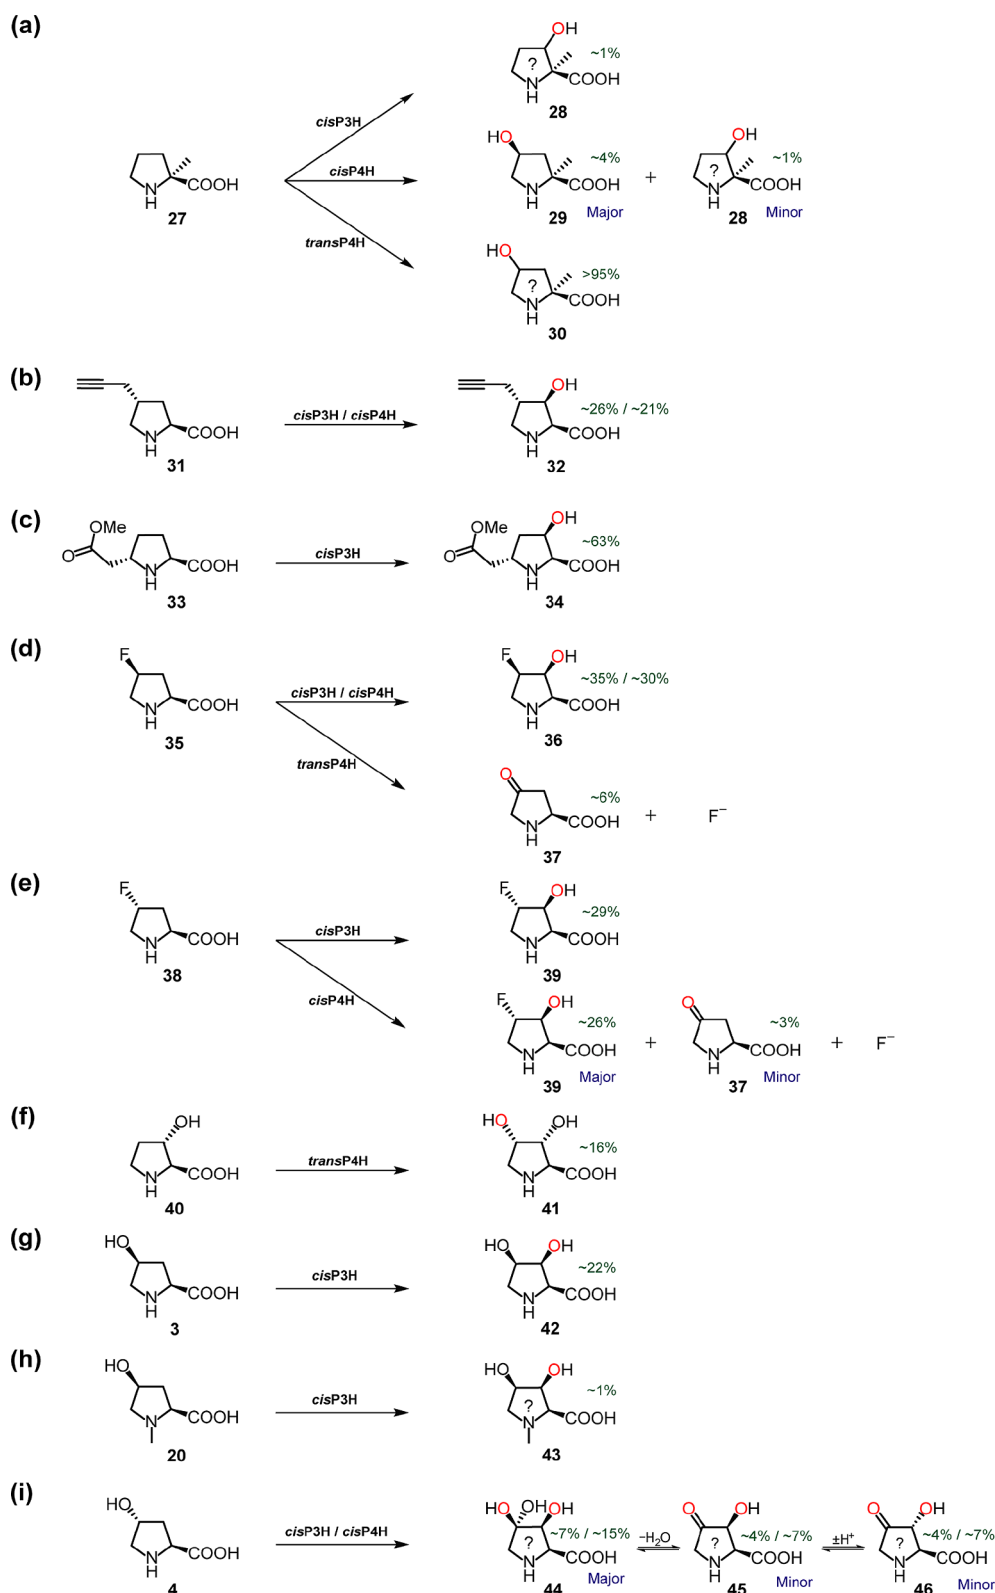 (a)
OH
?
~1%
N
H
COOH
28
cisP3H
HO
~4%
OH
~1%
cisP4H
N
H
COOH
27
N
H
COOH
+
?
N
H
COOH
29 Major
28 Minor
transP4H
HO
>95%
?
N
H
COOH
30
(b)
OH
cisP3H / cisP4H
~26% / ~21%
N
H
COOH
31
N
H
COOH
32
(c)
OMe
O
N
H
COOH
33
cisP3H
OMe
O
OH
~63%
N
H
COOH
34
(d)
F
N
H
COOH
35
cisP3H / cisP4H
F
OH
~35% / ~30%
N
H
COOH
36
transP4H
O
~6%
N
H
COOH
37
+ F−
(e)
F
N
H
COOH
38
cisP3H
F
OH
~29%
N
H
COOH
39
cisP4H
F
OH
~26%
N
H
COOH
39 Major
+
O
~3%
N
H
COOH
37 Minor
+ F−
(f)
OH
N
H
COOH
40
transP4H
HO
OH
~16%
N
H
COOH
41
(g)
HO
N
H
COOH
3
cisP3H
HO
OH
~22%
N
H
COOH
42
(h)
HO
N
COOH
20
cisP3H
HO
OH
~1%
?
N
COOH
43
(i)
HO
N
H
COOH
4
cisP3H / cisP4H
HO
OH
OH
~7% / ~15%
?
N
H
COOH
44 Major
−H2O
O
OH
~4% / ~7%
?
N
H
COOH
45 Minor
±H+
O
OH
~4% / ~7%
?
N
H
COOH
46 Minor